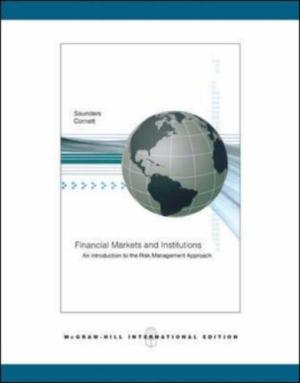 Saunders
Cornett
Financial Markets and Institutions
An introduction to the Risk Management Approach
McGRAW-HILL INTERNATIONAL EDITION